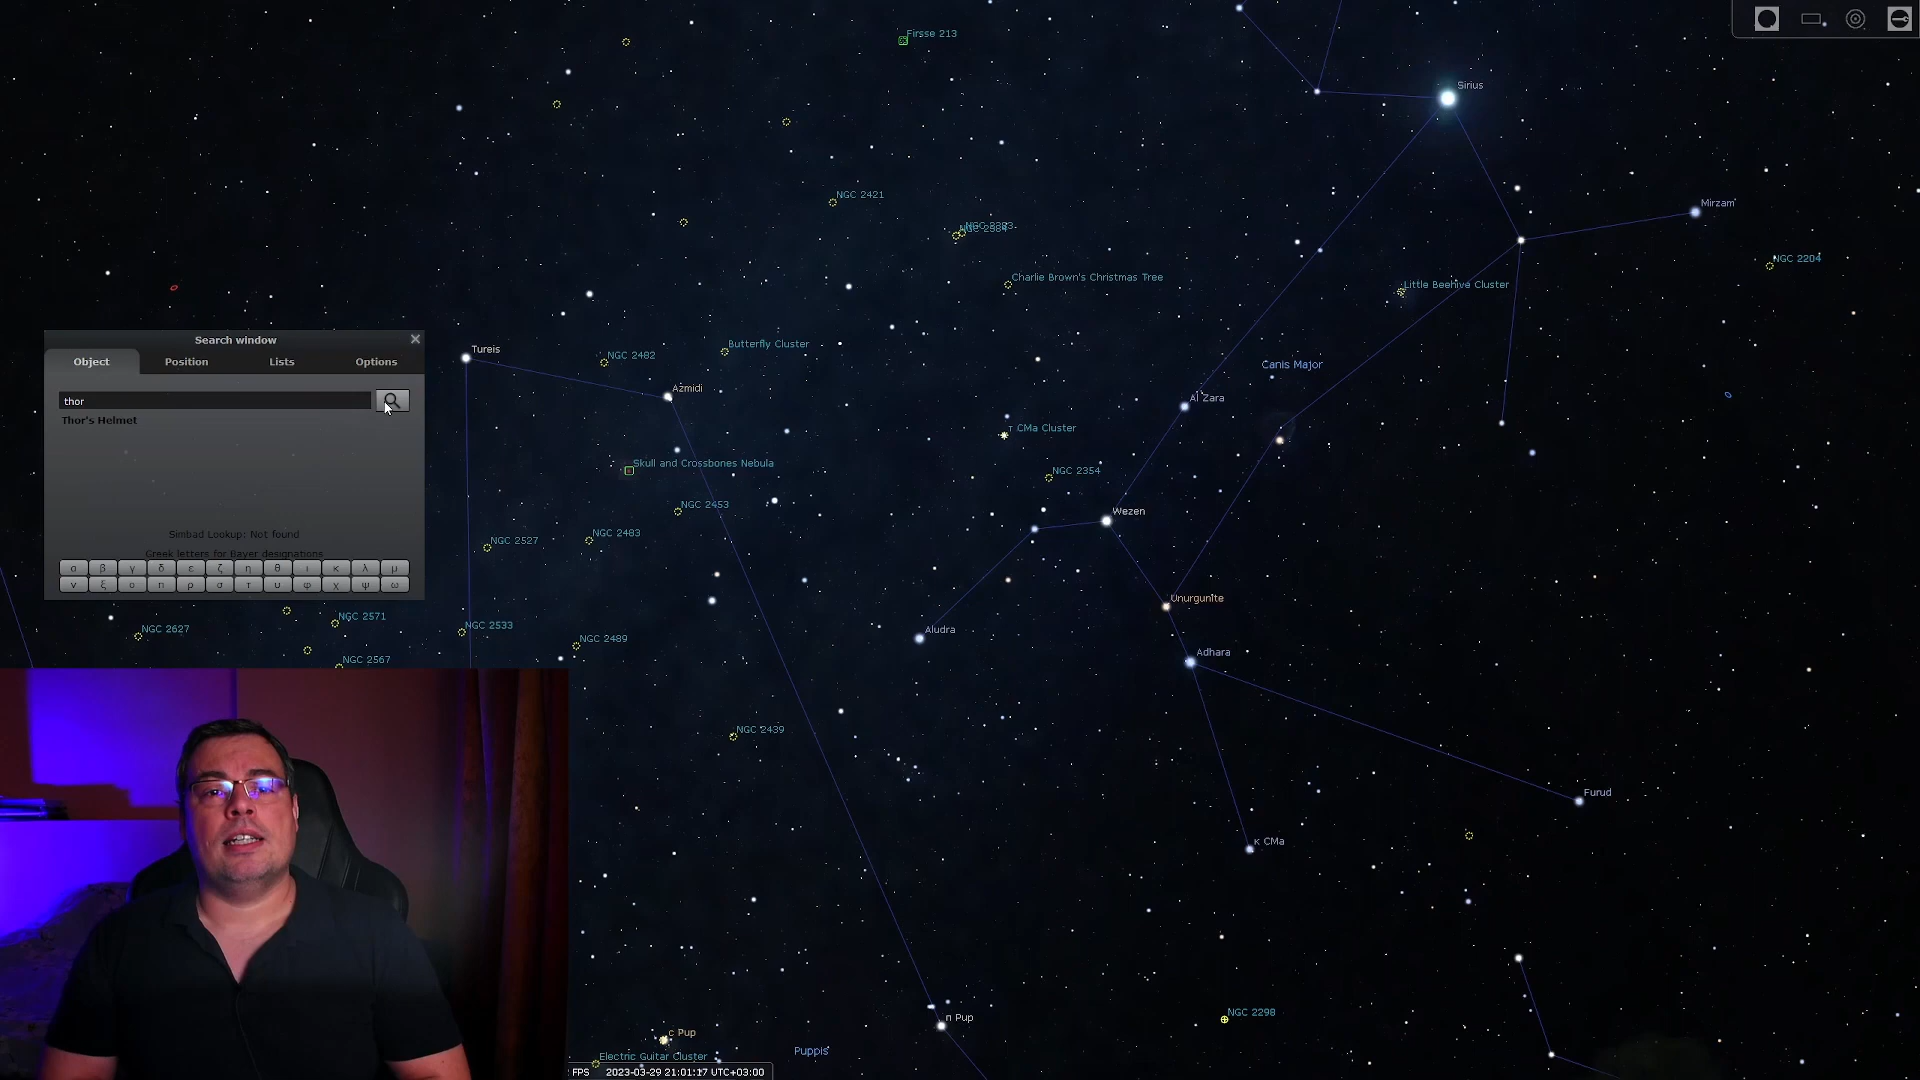 Firsse 213
Sirius
NGC 2421
Mirzam
NGC 2383
NGC 2204
Charlie Brown's Christmas Tree
Little Beehive Cluster
Search window
Butterfly Cluster
Tureis
NGC 2482
Object
Position
Lists
Options
Canis Major
Azmidi
Al Zara
thor
Thor's Helmet
τ CMa Cluster
Skull and Crossbones Nebula
NGC 2354
NGC 2453
Wezen
Simbad Lookup: Not found
NGC 2483
NGC 2527
Greek letters for Bayer designations
α β γ δ ε ζ η θ ι κ λ μ
ν ξ ο π ρ σ τ υ φ χ ψ ω
Unurgunite
NGC 2571
NGC 2533
NGC 2627
Aludra
NGC 2489
Adhara
NGC 2567
NGC 2439
Furud
κ CMa
NGC 2298
π Pup
c Pup
Puppis
Electric Guitar Cluster
FPS 2023-03-29 21:01:17 UTC+03:00